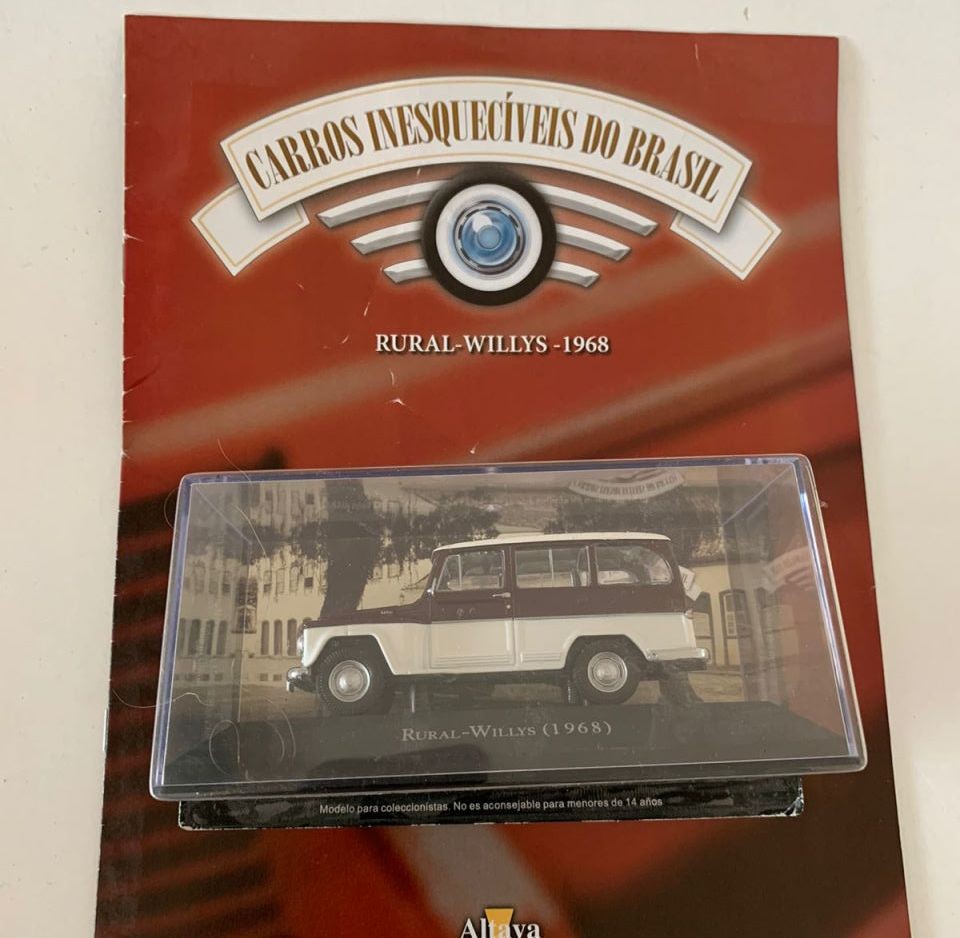 CARROS INESQUECÍVEIS DO BRASIL
RURAL-WILLYS -1968
RURAL-WILLYS (1968)
Modelo para coleccionistas. No es aconsejable para menores de 14 años
Altaya